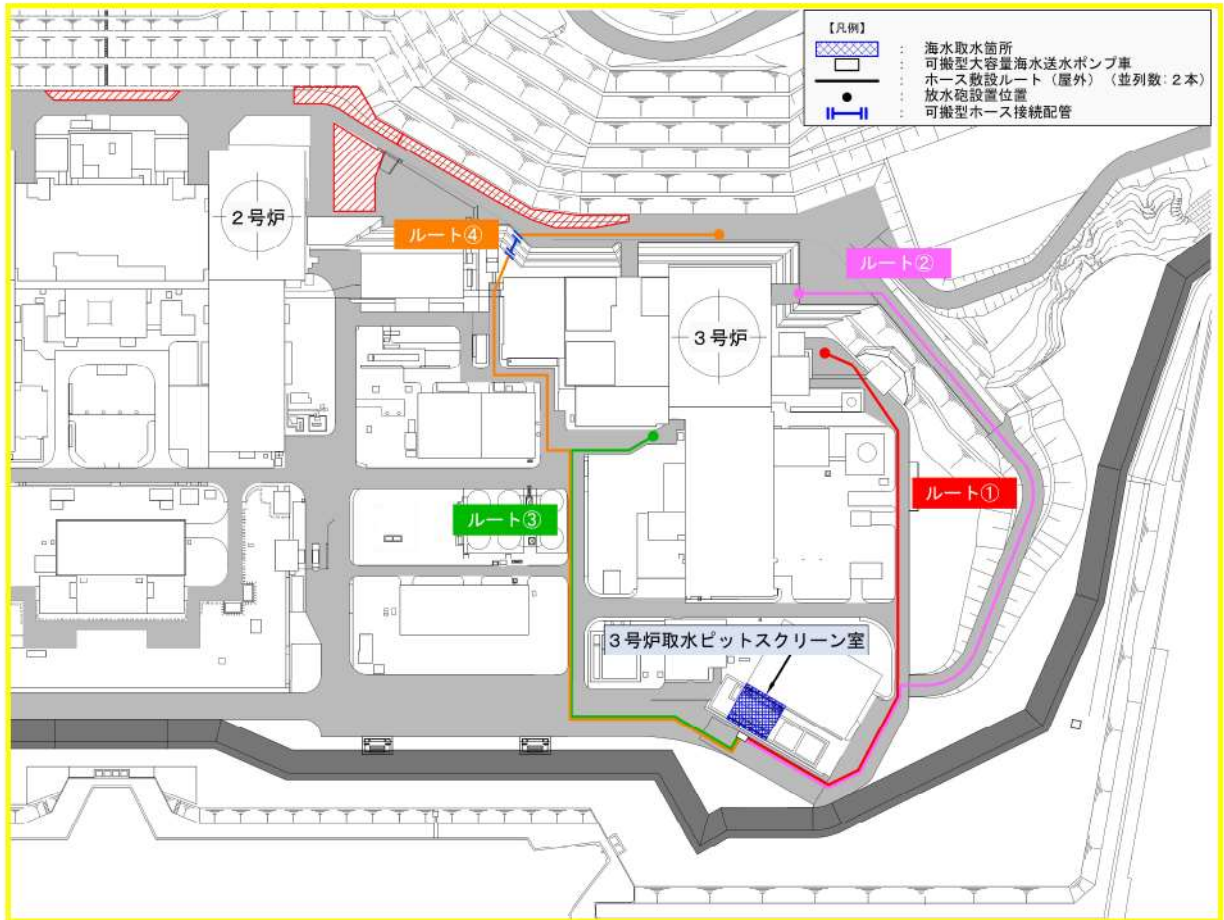 【凡例】
： 海水取水箇所
： 可搬型大容量海水送水ポンプ車
： ホース敷設ルート（屋外）（並列数：２本）
： 放水砲設置位置
： 可搬型ホース接続配管
２号炉
ルート④
ルート②
３号炉
ルート①
ルート③
３号炉取水ピットスクリーン室